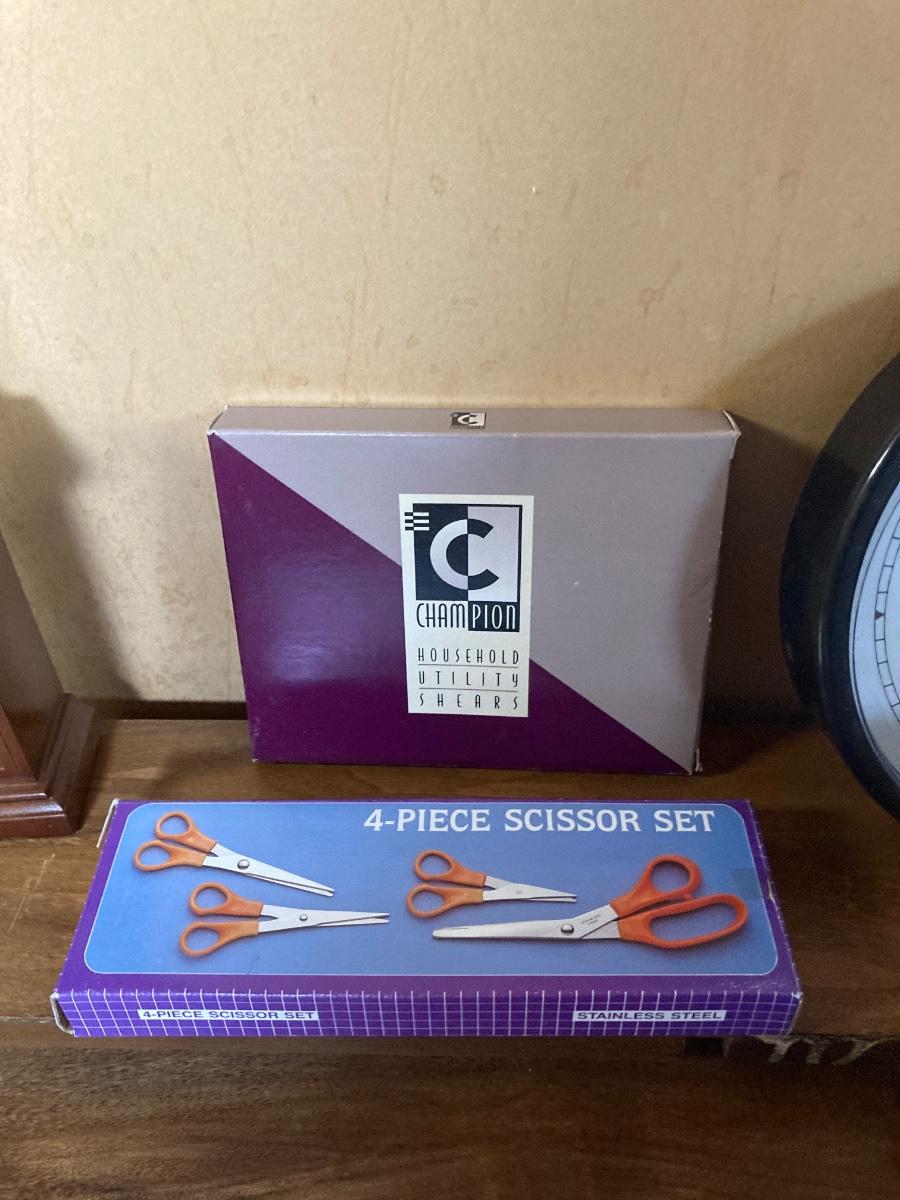 C
C
CHAMPION
HOUSEHOLD
UTILITY
SHEARS
4-PIECE SCISSOR SET
4-PIECE SCISSOR SET
STAINLESS STEEL